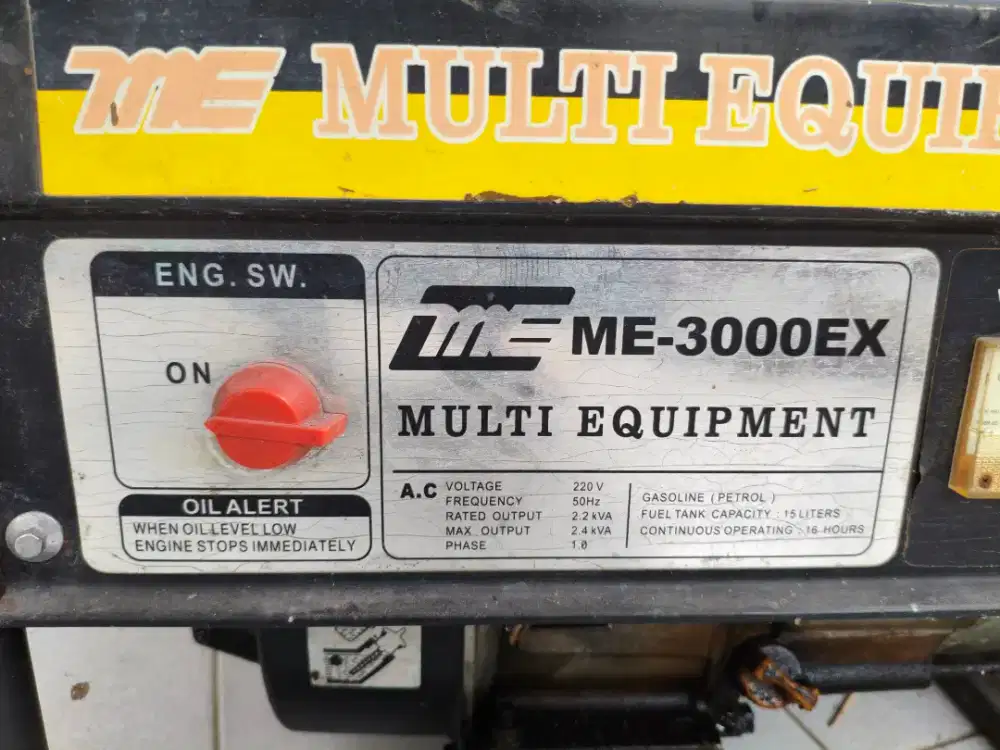 ME MULTI EQUI
ENG. SW.
ON
OIL ALERT
WHEN OIL LEVEL LOW
ENGINE STOPS IMMEDIATELY
ME ME-3000EX
MULTI EQUIPMENT
A.C VOLTAGE 220 V
FREQUENCY 50Hz
RATED OUTPUT 2.2 kVA
MAX OUTPUT 2.4 kVA
PHASE 1.0
GASOLINE ( PETROL )
FUEL TANK CAPACITY : 15 LITERS
CONTINUOUS OPERATING : 16 HOURS